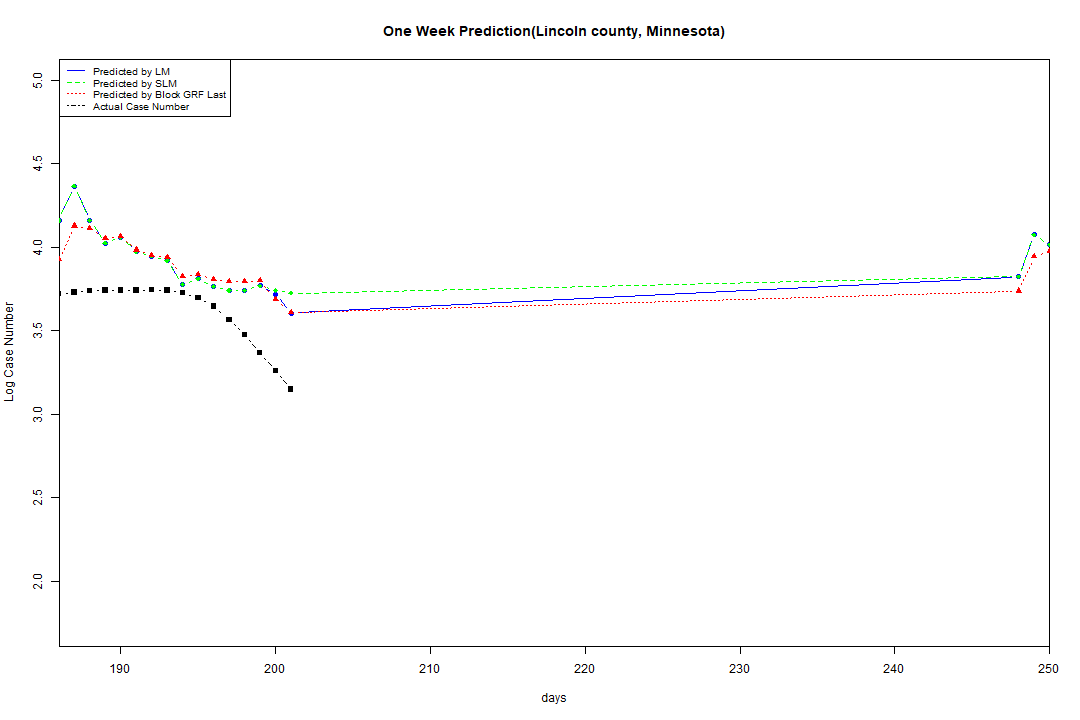 One Week Prediction(Lincoln county, Minnesota)
Predicted by LM
Predicted by SLM
Predicted by Block GRF Last
Actual Case Number
5.0
4.5
4.0
3.5
3.0
2.5
2.0
Log Case Number
190 200 210 220 230 240 250
days